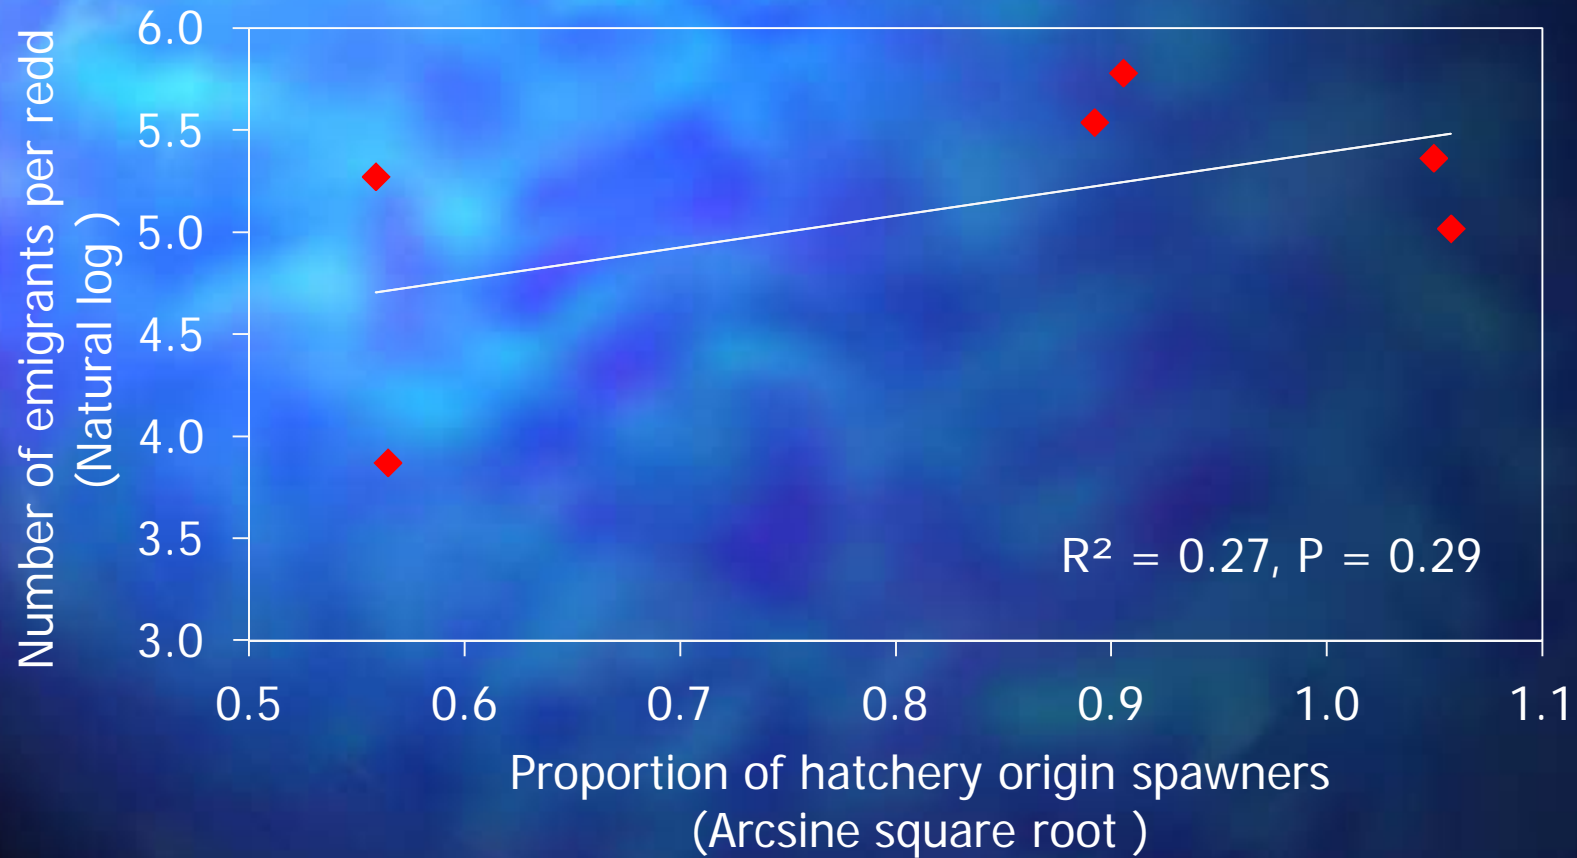 Number of emigrants per redd
(Natural log )
6.0
5.5
5.0
4.5
4.0
3.5
3.0
R² = 0.27, P = 0.29
0.5 0.6 0.7 0.8 0.9 1.0 1.1
Proportion of hatchery origin spawners
(Arcsine square root )